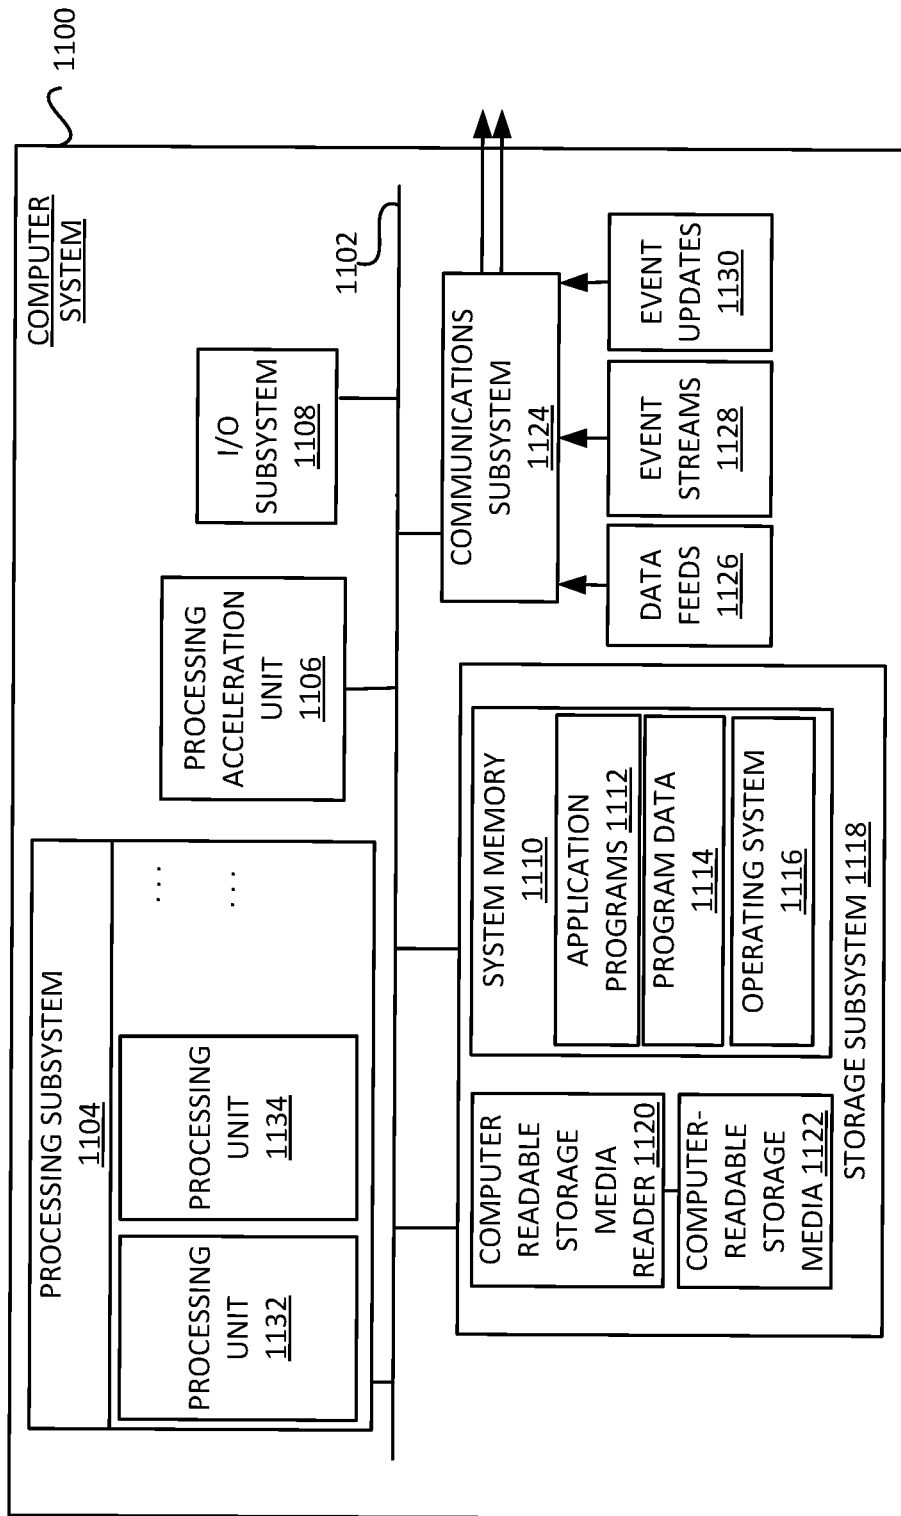 1100
COMPUTER
SYSTEM
PROCESSING SUBSYSTEM
1104
PROCESSING
UNIT
1132
PROCESSING
UNIT
1134
. . .
. . .
PROCESSING
ACCELERATION
UNIT
1106
I/O
SUBSYSTEM
1108
1102
COMPUTER
READABLE
STORAGE
MEDIA
READER 1120
COMPUTER-
READABLE
STORAGE
MEDIA 1122
SYSTEM MEMORY
1110
APPLICATION
PROGRAMS 1112
PROGRAM DATA
1114
OPERATING SYSTEM
1116
STORAGE SUBSYSTEM 1118
COMMUNICATIONS
SUBSYSTEM
1124
DATA
FEEDS
1126
EVENT
STREAMS
1128
EVENT
UPDATES
1130